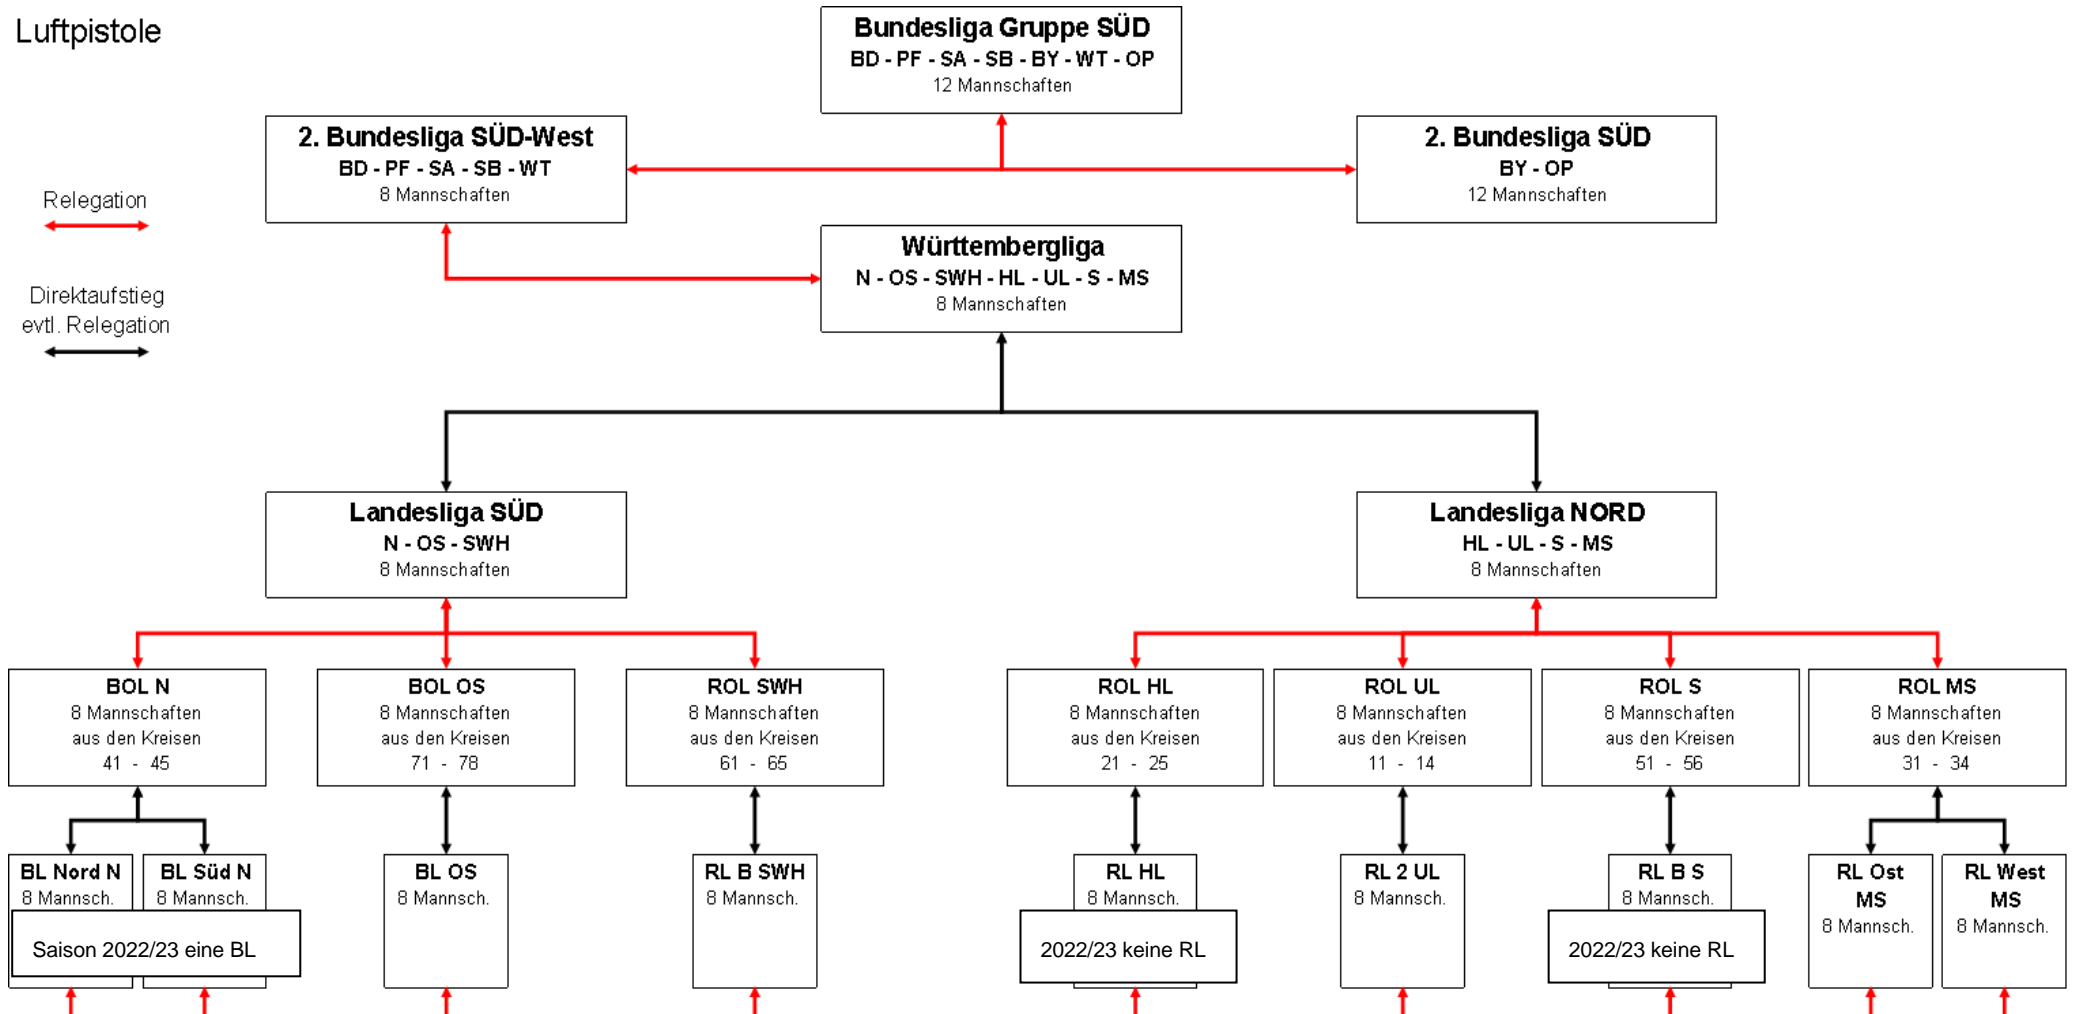 Luftpistole
Bundesliga Gruppe SÜD
BD - PF - SA - SB - BY - WT - OP
12 Mannschaften
2. Bundesliga SÜD-West
BD - PF - SA - SB - WT
8 Mannschaften
2. Bundesliga SÜD
BY - OP
12 Mannschaften
Relegation
Württembergliga
N - OS - SWH - HL - UL - S - MS
8 Mannschaften
Direktaufstieg
evtl. Relegation
Landesliga SÜD
N - OS - SWH
8 Mannschaften
Landesliga NORD
HL - UL - S - MS
8 Mannschaften
BOL N
8 Mannschaften
aus den Kreisen
41 - 45
BOL OS
8 Mannschaften
aus den Kreisen
71 - 78
ROL SWH
8 Mannschaften
aus den Kreisen
61 - 65
ROL HL
8 Mannschaften
aus den Kreisen
21 - 25
ROL UL
8 Mannschaften
aus den Kreisen
11 - 14
ROL S
8 Mannschaften
aus den Kreisen
51 - 56
ROL MS
8 Mannschaften
aus den Kreisen
31 - 34
BL Nord N
8 Mannsch.
BL Süd N
8 Mannsch.
Saison 2022/23 eine BL
BL OS
8 Mannsch.
RL B SWH
8 Mannsch.
RL HL
8 Mannsch.
2022/23 keine RL
RL 2 UL
8 Mannsch.
RL B S
8 Mannsch.
2022/23 keine RL
RL Ost
MS
8 Mannsch.
RL West
MS
8 Mannsch.